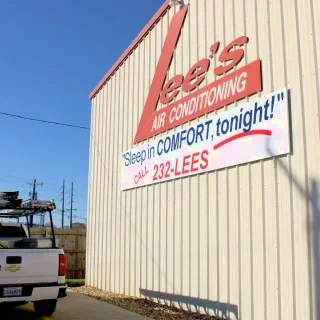 Lee's
AIR CONDITIONING
"Sleep in COMFORT, tonight!"
CALL 232-LEES